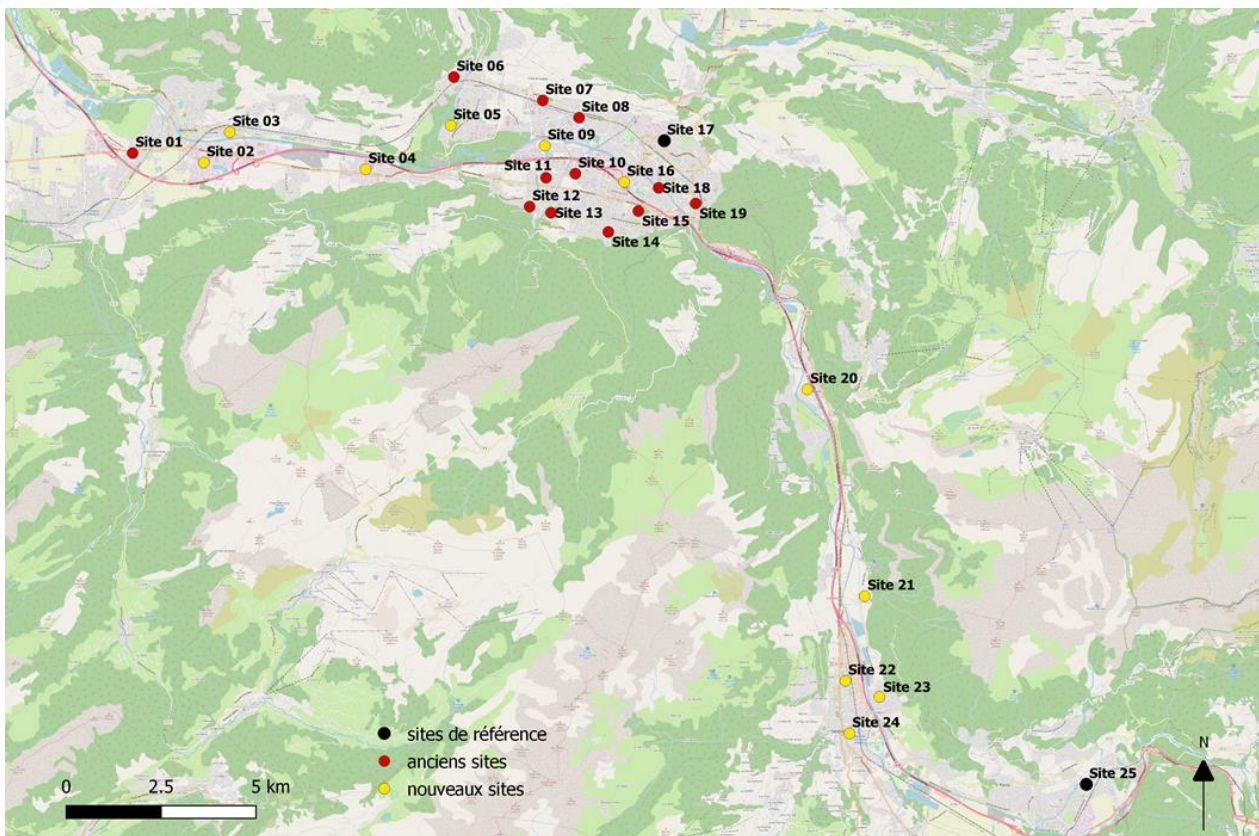 Site 06
Site 07
Site 08
Site 03
Site 05
Site 17
Site 01
Site 09
Site 02
Site 04
Site 11
Site 10
Site 16
Site 12
Site 18
Site 13
Site 15
Site 19
Site 14
Site 20
Site 21
Site 22
Site 23
Site 24
sites de référence
N
anciens sites
Site 25
0 2.5 5 km
nouveaux sites